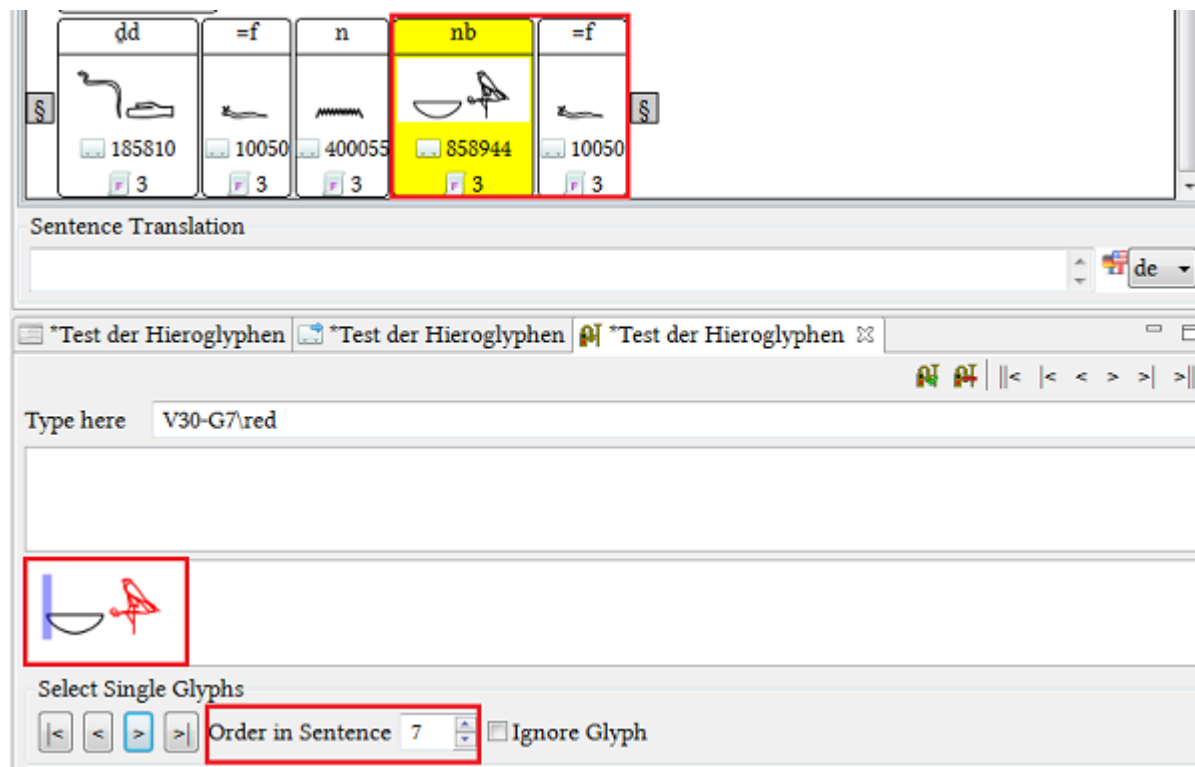 ḏd =f n nb =f
§ §
185810 10050 400055 858944 10050
F 3 F 3 F 3 F 3 F 3
Sentence Translation
de
*Test der Hieroglyphen *Test der Hieroglyphen *Test der Hieroglyphen
||< |< < > >| >||
Type here V30-G7\red
Select Single Glyphs
|< < > >| Order in Sentence 7 Ignore Glyph